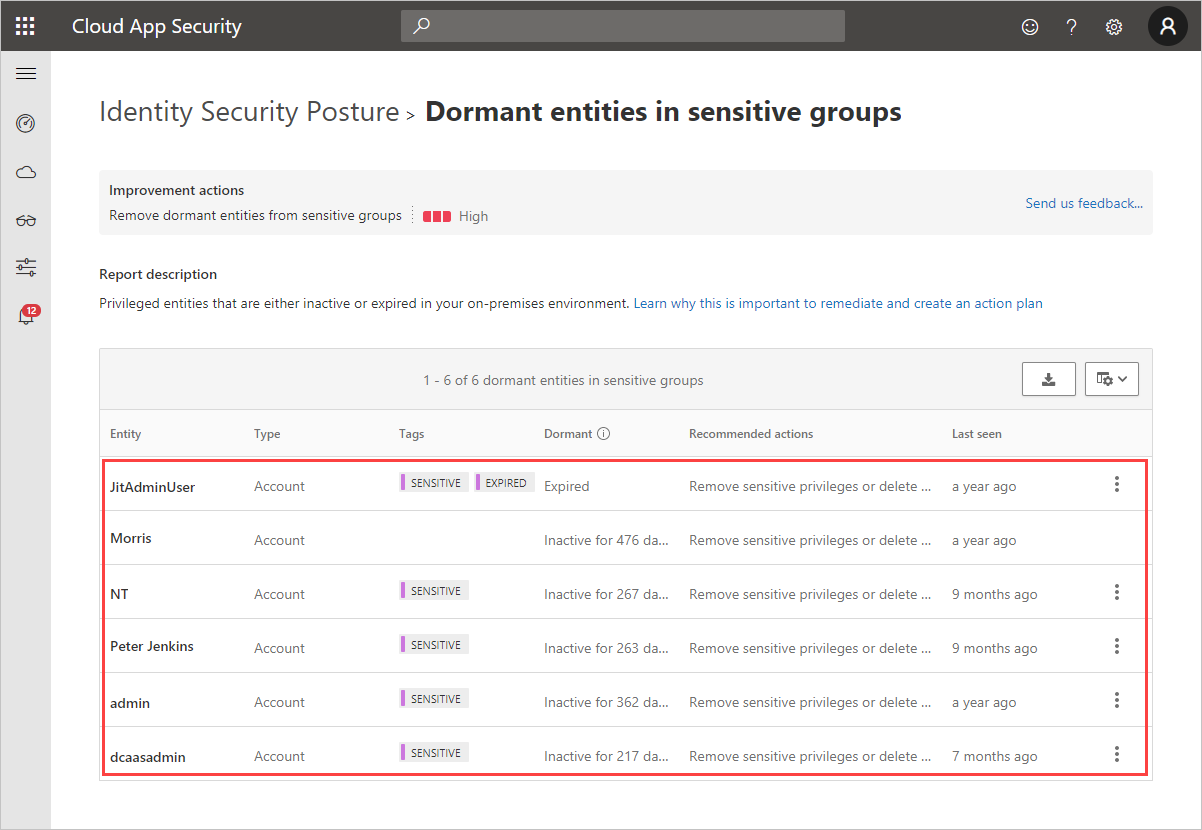 Cloud App Security
?
Identity Security Posture > Dormant entities in sensitive groups
Improvement actions
Remove dormant entities from sensitive groups High
Send us feedback...
Report description
Privileged entities that are either inactive or expired in your on-premises environment. Learn why this is important to remediate and create an action plan
12
1 - 6 of 6 dormant entities in sensitive groups
Entity Type Tags Dormant Recommended actions Last seen
JitAdminUser Account SENSITIVE EXPIRED Expired Remove sensitive privileges or delete ... a year ago
Morris Account Inactive for 476 da... Remove sensitive privileges or delete ... a year ago
NT Account SENSITIVE Inactive for 267 da... Remove sensitive privileges or delete ... 9 months ago
Peter Jenkins Account SENSITIVE Inactive for 263 da... Remove sensitive privileges or delete ... 9 months ago
admin Account SENSITIVE Inactive for 362 da... Remove sensitive privileges or delete ... a year ago
dcaasadmin Account SENSITIVE Inactive for 217 da... Remove sensitive privileges or delete ... 7 months ago